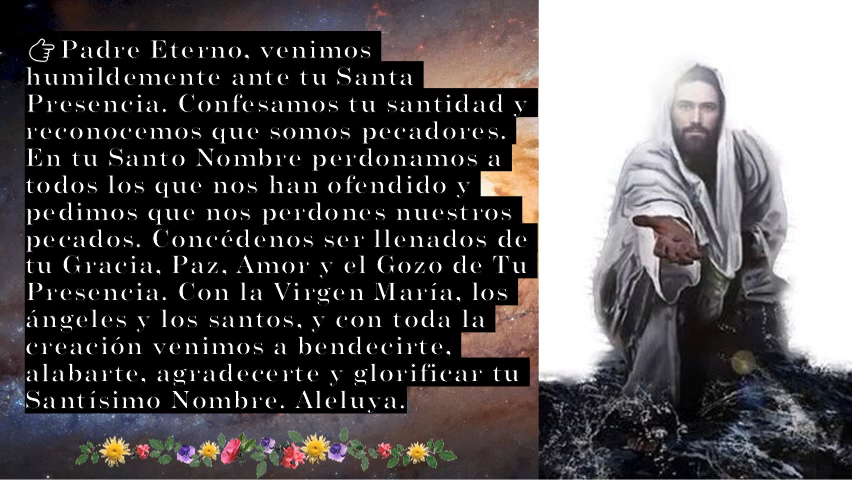 👉Padre Eterno, venimos
humildemente ante tu Santa
Presencia. Confesamos tu santidad y
reconocemos que somos pecadores.
En tu Santo Nombre perdonamos a
todos los que nos han ofendido y
pedimos que nos perdones nuestros
pecados. Concédenos ser llenados de
tu Gracia, Paz, Amor y el Gozo de Tu
Presencia. Con la Virgen María, los
ángeles y los santos, y con toda la
creación venimos a bendecirte,
alabarte, agradecerte y glorificar tu
Santísimo Nombre. Aleluya.